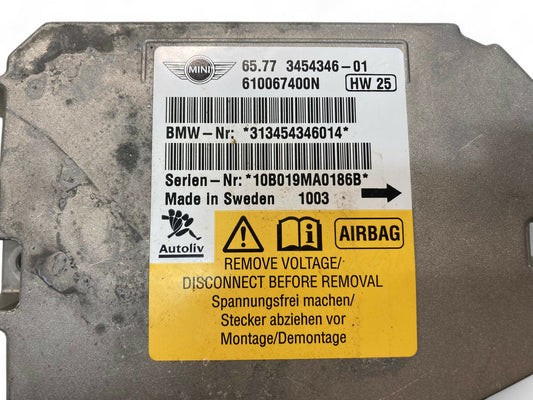 MINI
65.77 3454346-01
610067400N HW 25
BMW-Nr: *313454346014*
Serien-Nr: *10B019MA0186B*
Made in Sweden 1003
Autoliv
AIRBAG
REMOVE VOLTAGE/
DISCONNECT BEFORE REMOVAL
Spannungsfrei machen/
Stecker abziehen vor
Montage/Demontage